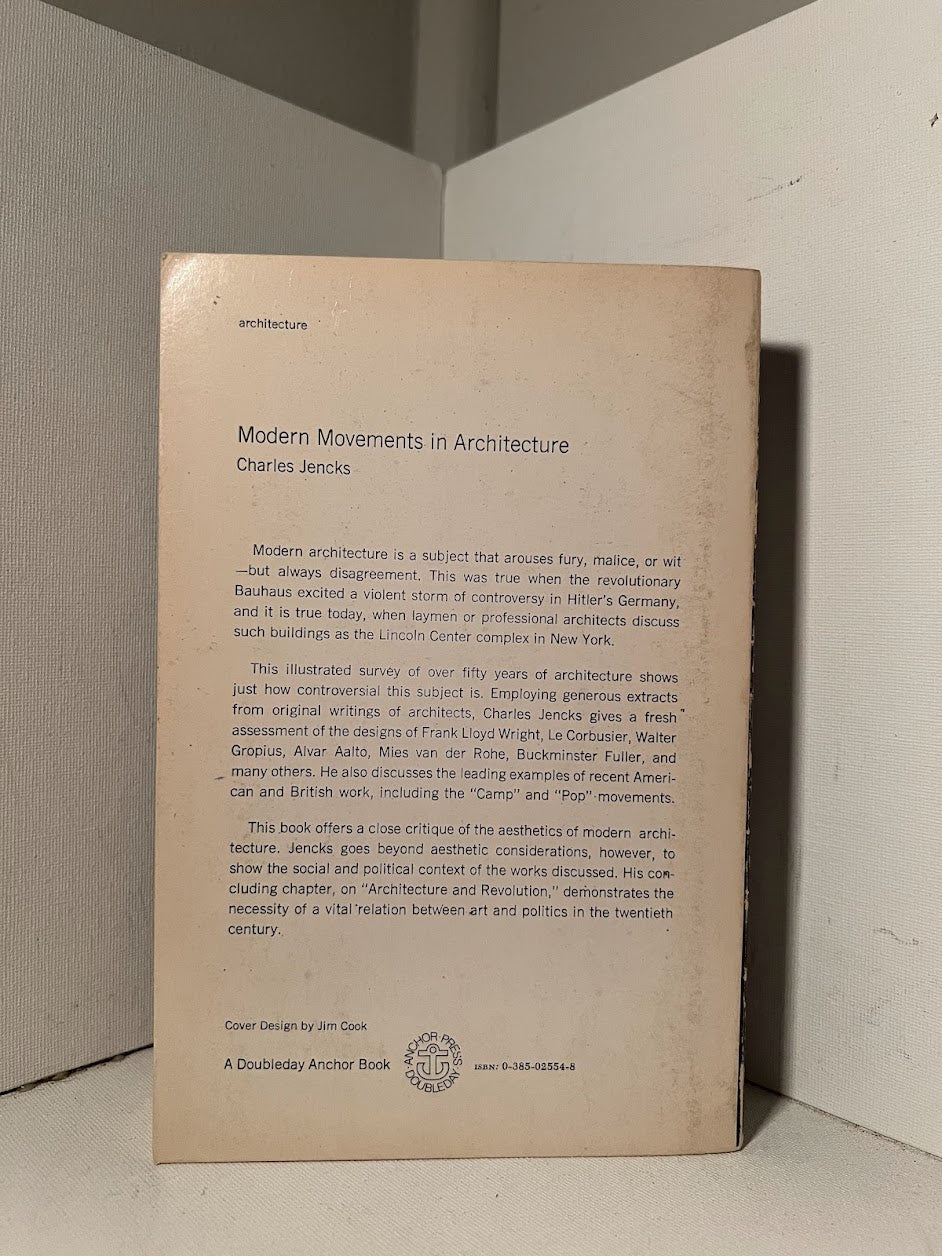 architecture
Modern Movements in Architecture
Charles Jencks
Modern architecture is a subject that arouses fury, malice, or wit
—but always disagreement. This was true when the revolutionary
Bauhaus excited a violent storm of controversy in Hitler's Germany,
and it is true today, when laymen or professional architects discuss
such buildings as the Lincoln Center complex in New York.
This illustrated survey of over fifty years of architecture shows
just how controversial this subject is. Employing generous extracts
from original writings of architects, Charles Jencks gives a fresh
assessment of the designs of Frank Lloyd Wright, Le Corbusier, Walter
Gropius, Alvar Aalto, Mies van der Rohe, Buckminster Fuller, and
many others. He also discusses the leading examples of recent Ameri-
can and British work, including the "Camp" and "Pop" movements.
This book offers a close critique of the aesthetics of modern archi-
tecture. Jencks goes beyond aesthetic considerations, however, to
show the social and political context of the works discussed. His con-
cluding chapter, on "Architecture and Revolution," demonstrates the
necessity of a vital relation between art and politics in the twentieth
century.
Cover Design by Jim Cook
A Doubleday Anchor Book
ANCHOR PRESS
DOUBLEDAY
ISBN: 0-385-02554-8